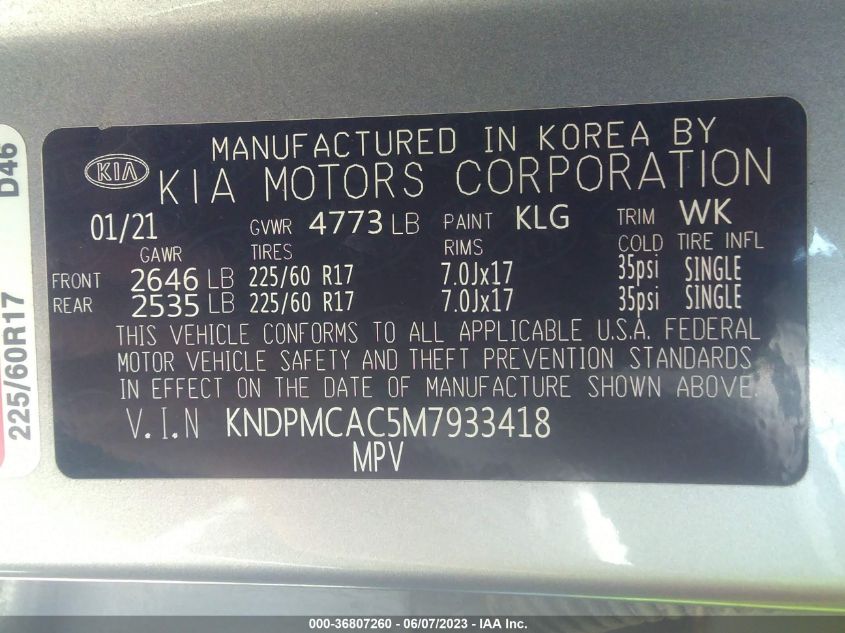 MANUFACTURED IN KOREA BY
KIA KIA MOTORS CORPORATION
01/21 GVWR 4773 LB PAINT KLG TRIM WK
GAWR TIRES RIMS COLD TIRE INFL
FRONT 2646 LB 225/60 R17 7.0Jx17 35psi SINGLE
REAR 2535 LB 225/60 R17 7.0Jx17 35psi SINGLE
THIS VEHICLE CONFORMS TO ALL APPLICABLE U.S.A. FEDERAL
MOTOR VEHICLE SAFETY AND THEFT PREVENTION STANDARDS
IN EFFECT ON THE DATE OF MANUFACTURE SHOWN ABOVE.
V.I.N KNDPMCAC5M7933418
MPV
225/60R17 D46
000-36807260 - 06/07/2023 - IAA Inc.